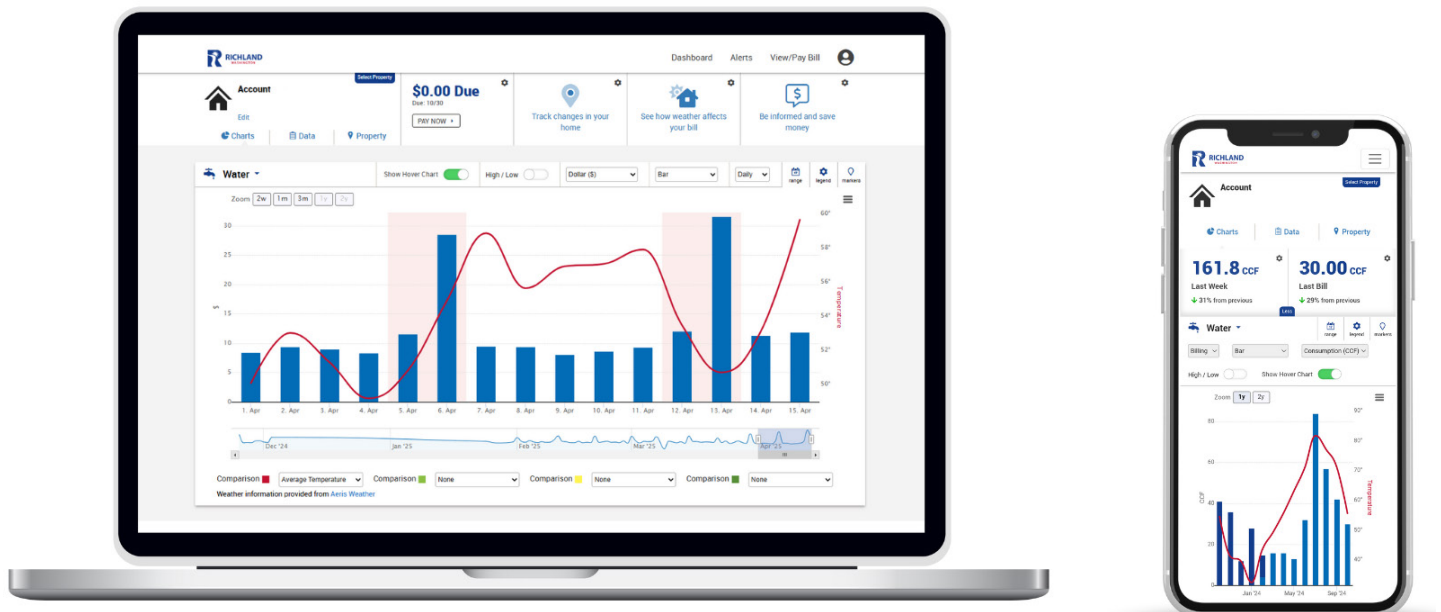 RICHLAND
WASHINGTON
Dashboard Alerts View/Pay Bill
Select Property
Account
Edit
Charts Data Property
$0.00 Due
Due: 10/30
PAY NOW
Track changes in your
home
See how weather affects
your bill
Be informed and save
money
Water
Show Hover Chart
High / Low
Dollar ($)
Bar
Daily
range legend markers
Zoom 2w 1m 3m 1y 2y
30
25
20
15
10
5
0
$
60°
58°
56°
54°
52°
50°
Temperature
1. Apr 2. Apr 3. Apr 4. Apr 5. Apr 6. Apr 7. Apr 8. Apr 9. Apr 10. Apr 11. Apr 12. Apr 13. Apr 14. Apr 15. Apr
Dec '24 Jan '25 Feb '25 Mar '25 Apr '25
Comparison Average Temperature Comparison None Comparison None Comparison None
Weather information provided from Aeris Weather
RICHLAND
WASHINGTON
Select Property
Account
Charts Data Property
161.8 CCF
Last Week
31% from previous
30.00 CCF
Last Bill
29% from previous
Less
Water
range legend markers
Billing Bar Consumption (CCF)
High / Low Show Hover Chart
Zoom 1y 2y
80
60
40
20
0
CCF
90°
80°
70°
60°
50°
40°
Temperature
Jan '24 May '24 Sep '24